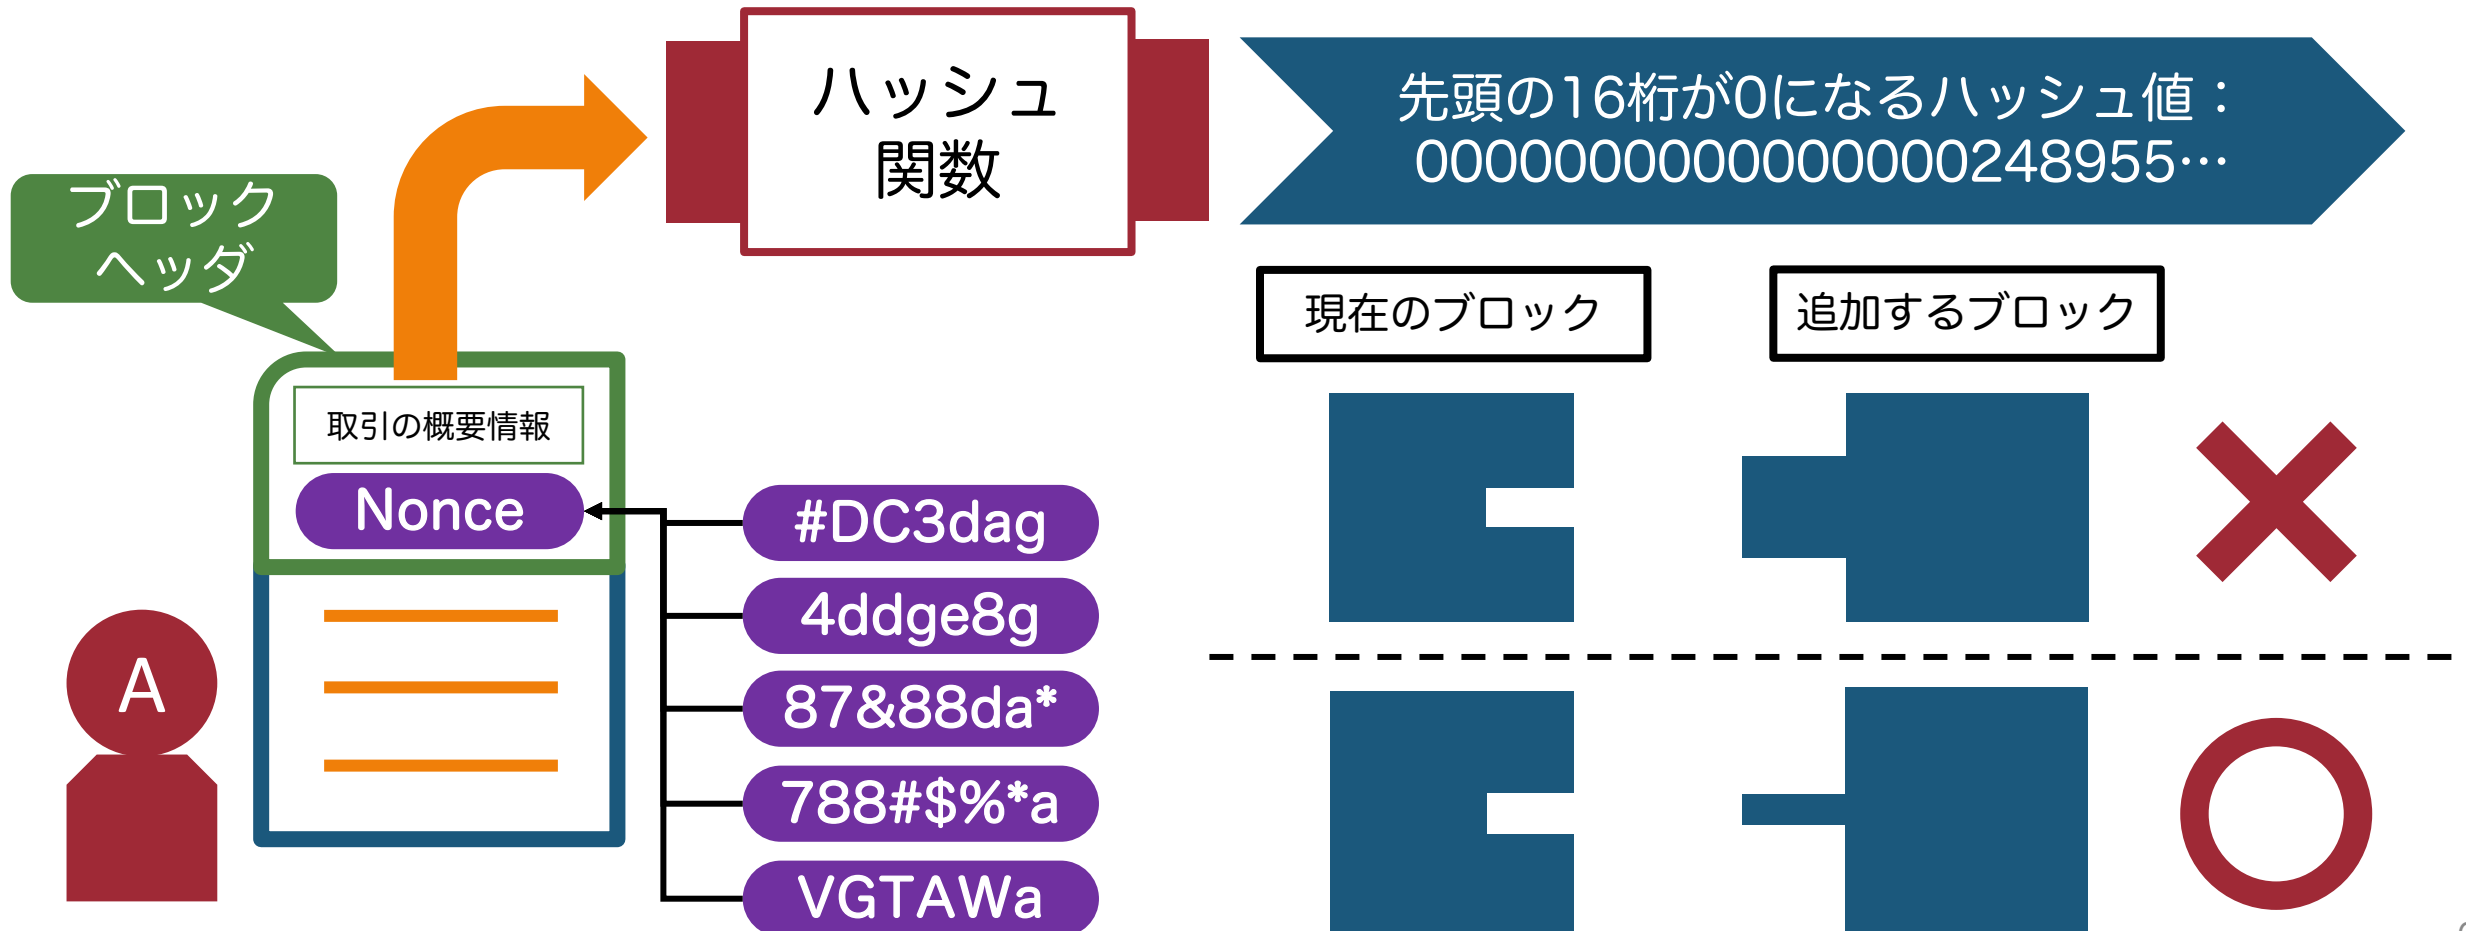 ハッシュ
関数
先頭の16桁が0になるハッシュ値：
0000000000000000248955…
ブロック
ヘッダ
現在のブロック
追加するブロック
取引の概要情報
Nonce
#DC3dag
4ddge8g
87&88da*
788#$%*a
VGTAWa
A